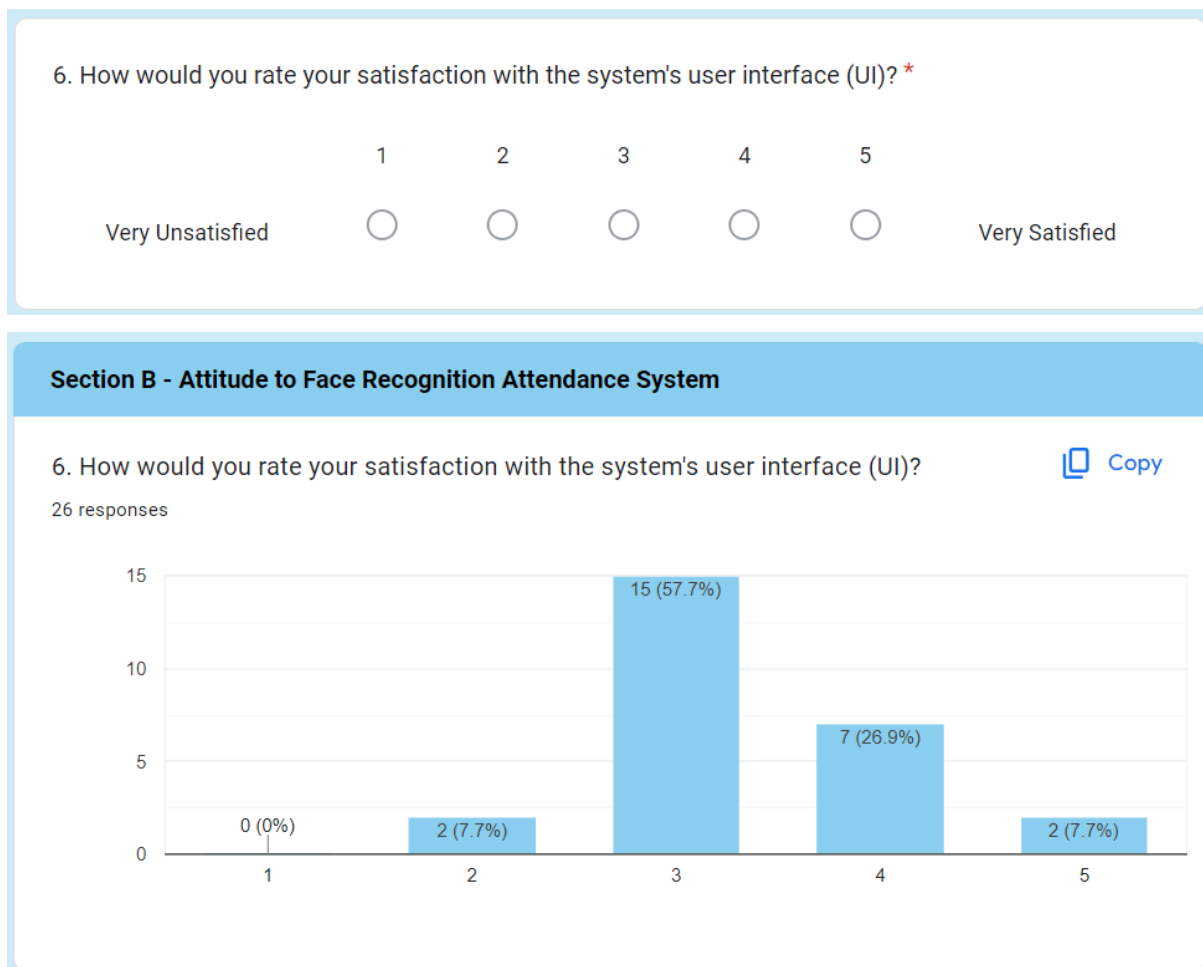 6. How would you rate your satisfaction with the system's user interface (UI)? *
1 2 3 4 5
Very Unsatisfied Very Satisfied
Section B - Attitude to Face Recognition Attendance System
6. How would you rate your satisfaction with the system's user interface (UI)? Copy
26 responses
15
15 (57.7%)
10
7 (26.9%)
5
0 (0%) 2 (7.7%) 2 (7.7%)
0
1 2 3 4 5